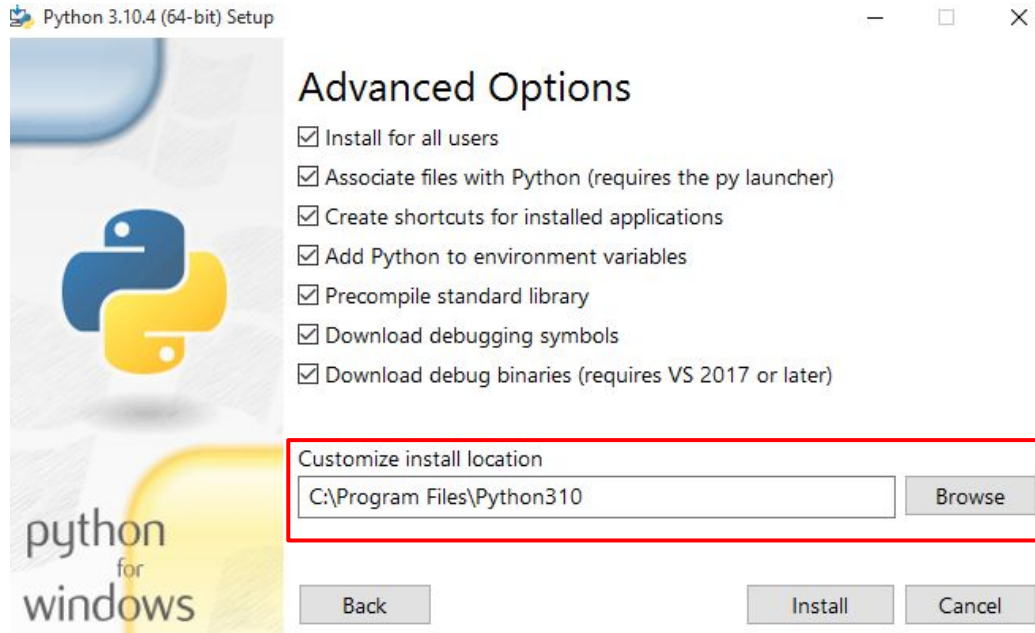 Python 3.10.4 (64-bit) Setup
Advanced Options
Install for all users
Associate files with Python (requires the py launcher)
Create shortcuts for installed applications
Add Python to environment variables
Precompile standard library
Download debugging symbols
Download debug binaries (requires VS 2017 or later)
Customize install location
C:\Program Files\Python310
Browse
python
for
windows
Back
Install
Cancel